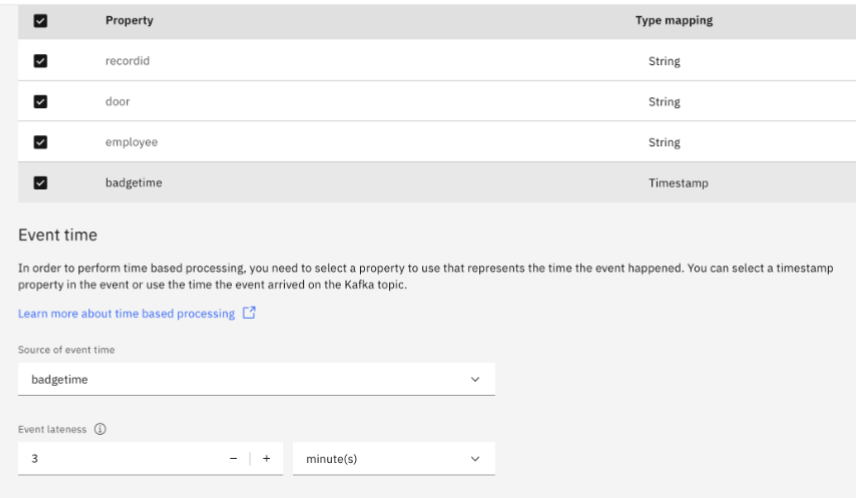 Property Type mapping
recordid String
door String
employee String
badgetime Timestamp
Event time
In order to perform time based processing, you need to select a property to use that represents the time the event happened. You can select a timestamp
property in the event or use the time the event arrived on the Kafka topic.
Learn more about time based processing
Source of event time
badgetime
Event lateness
3 − + minute(s)